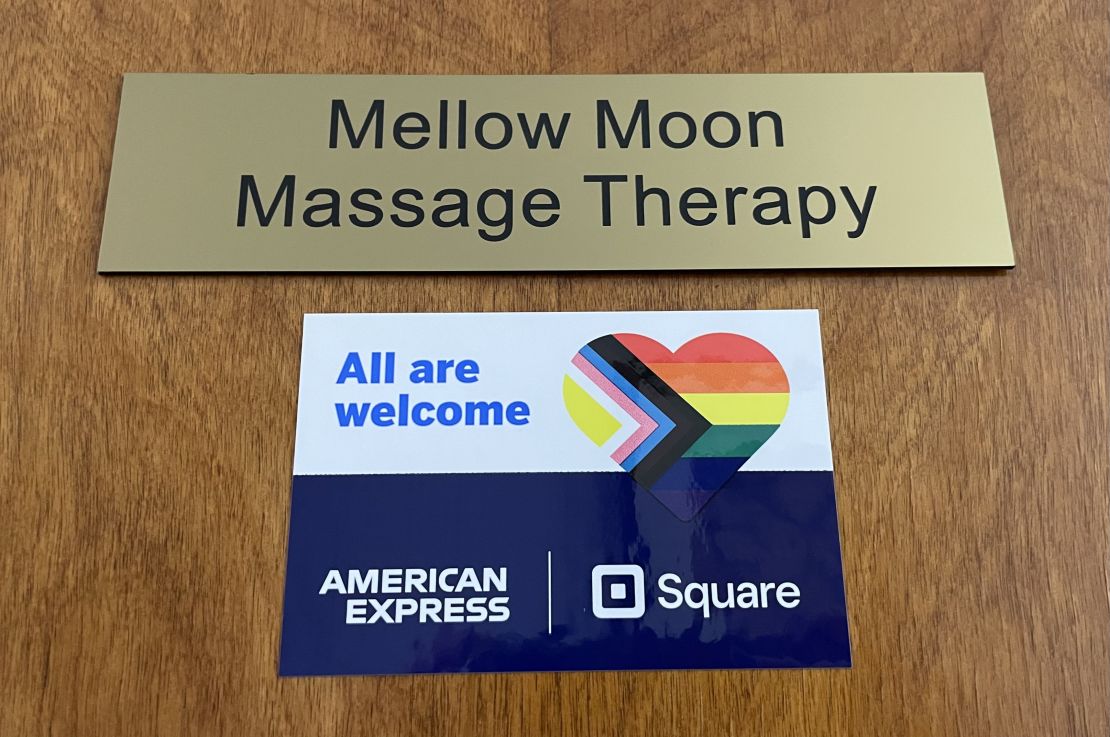 Mellow Moon
Massage Therapy
All are
welcome
AMERICAN
EXPRESS
Square